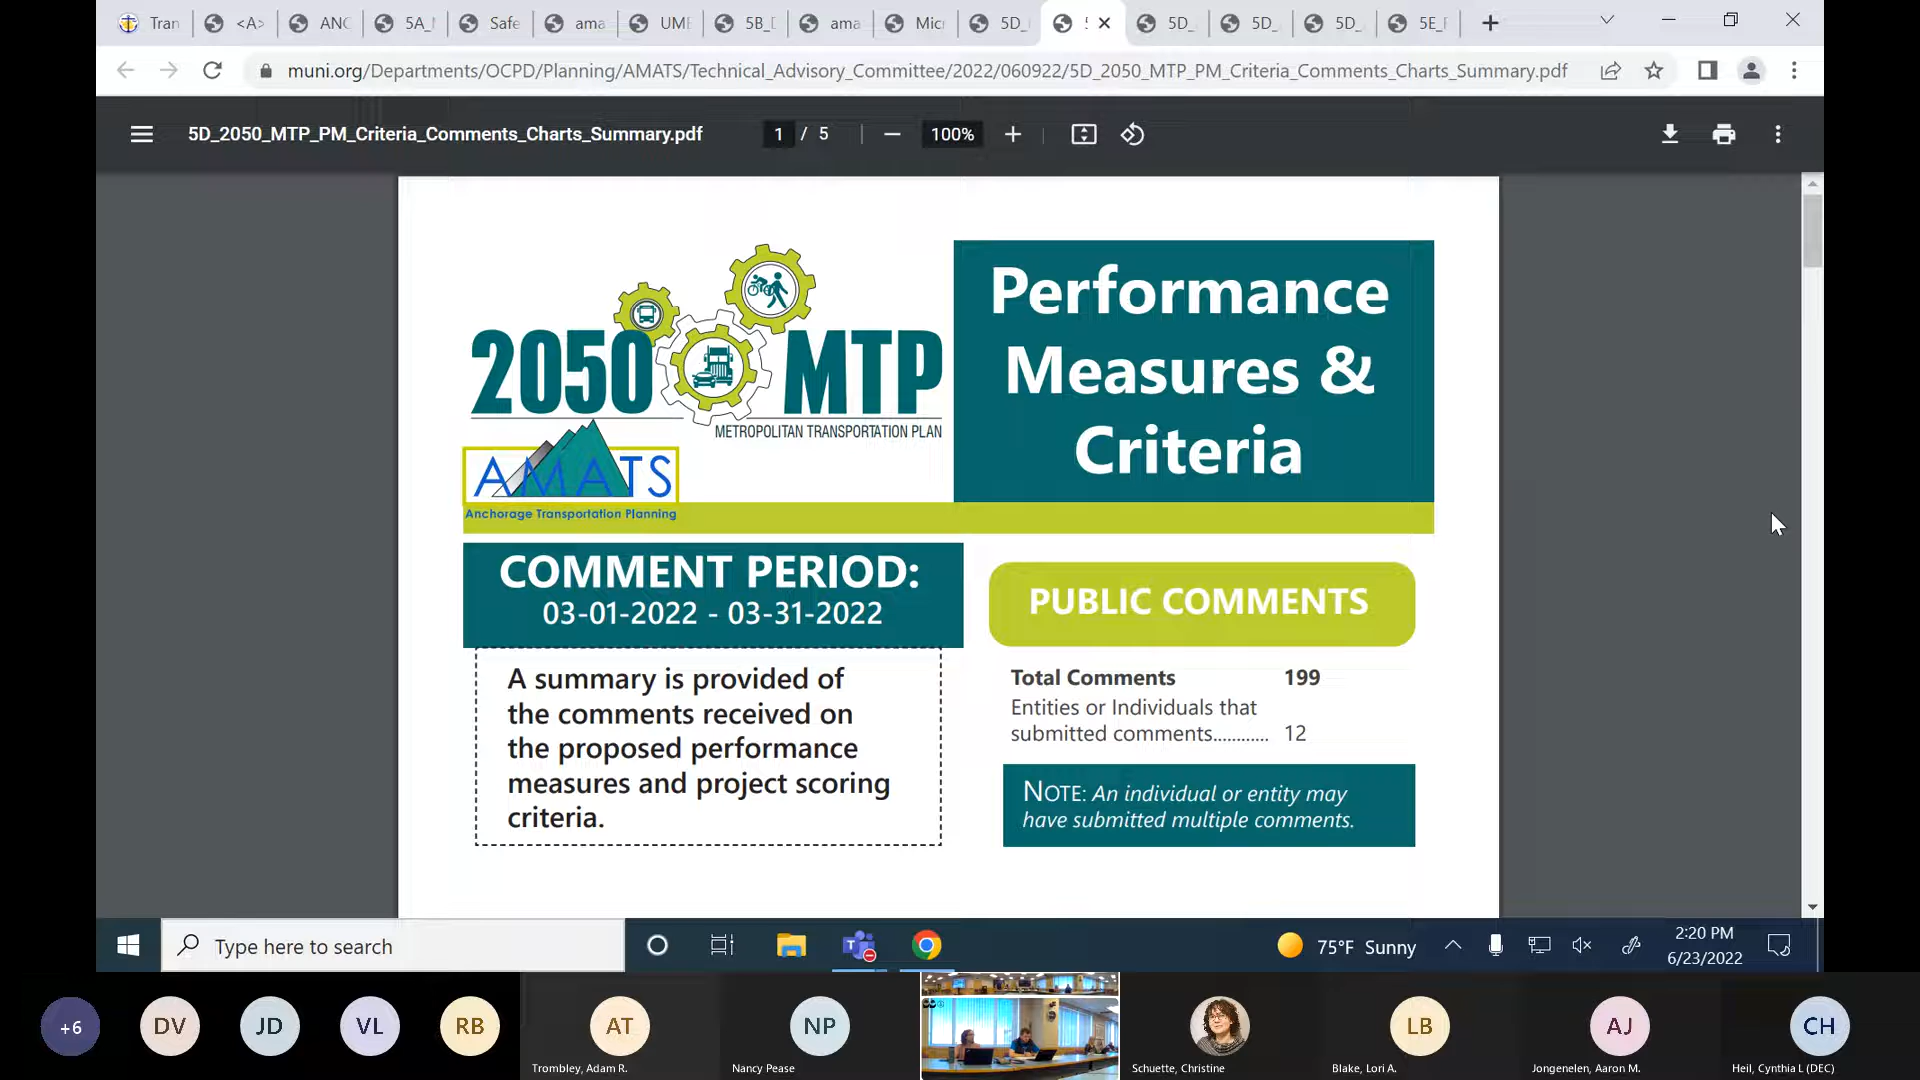 Tran
<A>
ANC
5A_
Safe
ama
UMI
5B_D
ama
Micr
5D_
5D_
5D_
5D_
5E_F
muni.org/Departments/OCPD/Planning/AMATS/Technical_Advisory_Committee/2022/060922/5D_2050_MTP_PM_Criteria_Comments_Charts_Summary.pdf
5D_2050_MTP_PM_Criteria_Comments_Charts_Summary.pdf
1 / 5
100%
2050 MTP
METROPOLITAN TRANSPORTATION PLAN
AMATS
Anchorage Transportation Planning
Performance
Measures &
Criteria
COMMENT PERIOD:
03-01-2022 - 03-31-2022
A summary is provided of
the comments received on
the proposed performance
measures and project scoring
criteria.
PUBLIC COMMENTS
Total Comments 199
Entities or Individuals that
submitted comments............ 12
NOTE: An individual or entity may
have submitted multiple comments.
Type here to search
75°F Sunny
2:20 PM
6/23/2022
+6
DV
JD
VL
RB
AT
Trombley, Adam R.
NP
Nancy Pease
Schuette, Christine
LB
Blake, Lori A.
AJ
Jongenelen, Aaron M.
CH
Heil, Cynthia L (DEC)